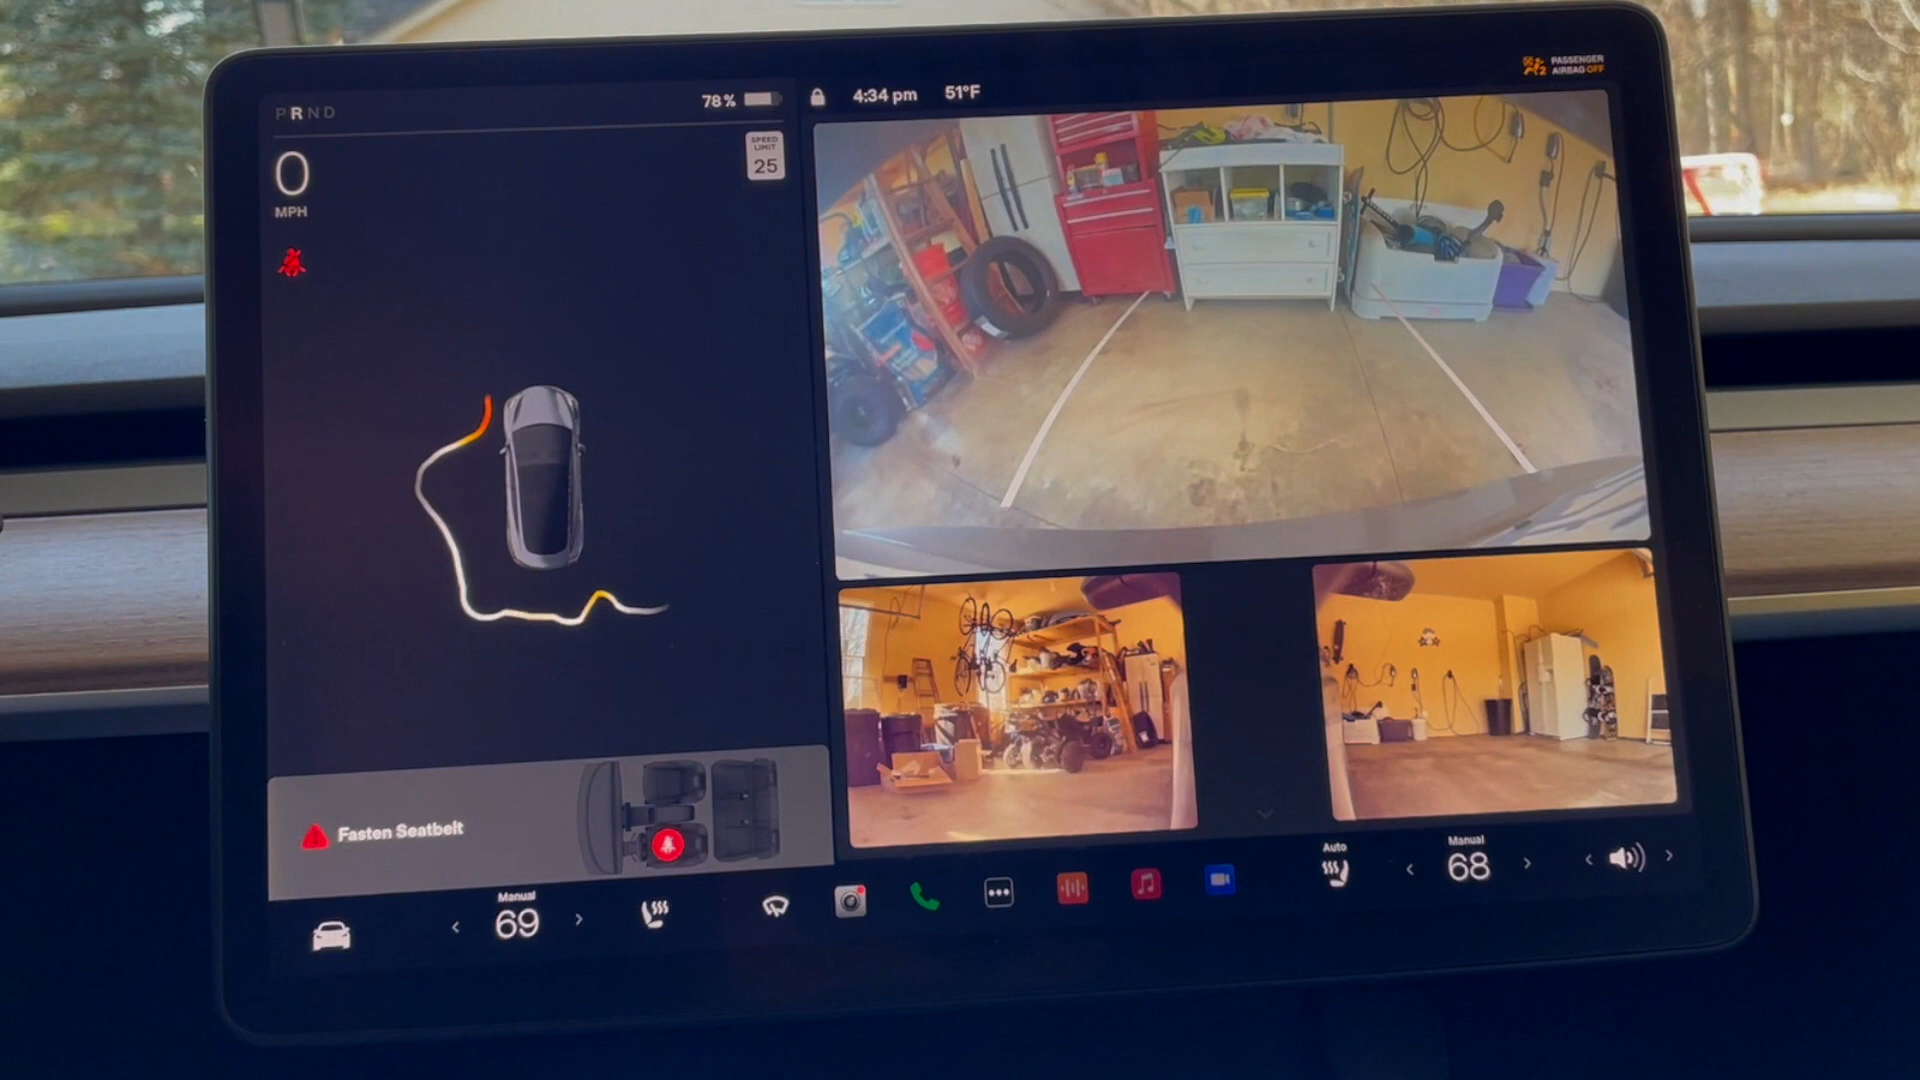 PRND
78%
4:34 pm
51°F
PASSENGER
AIRBAG OFF
0
MPH
SPEED
LIMIT
25
Fasten Seatbelt
Manual
69
Auto
Manual
68